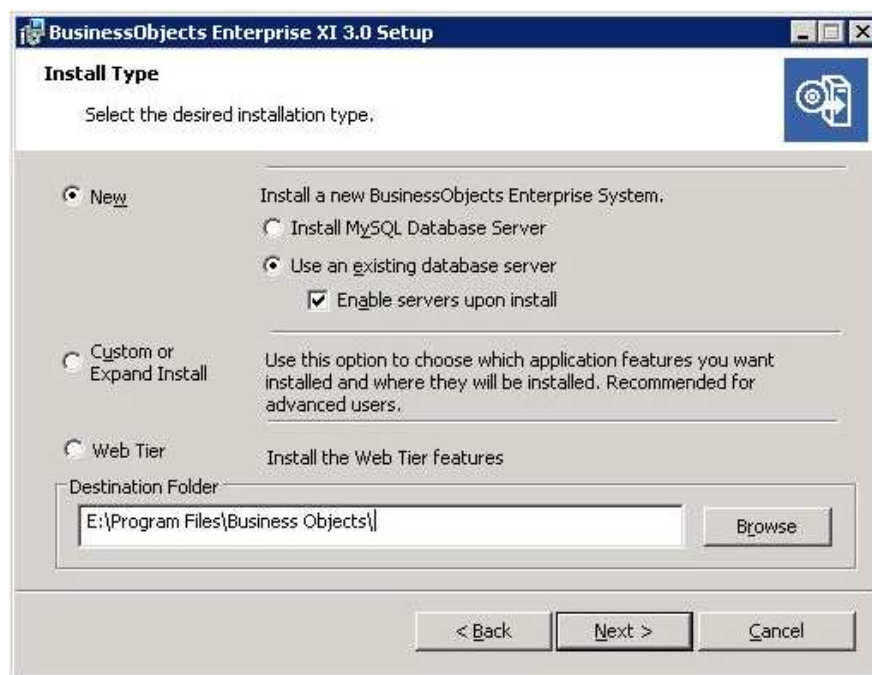 BusinessObjects Enterprise XI 3.0 Setup
Install Type
Select the desired installation type.
New
Install a new BusinessObjects Enterprise System.
Install MySQL Database Server
Use an existing database server
Enable servers upon install
Custom or
Expand Install
Use this option to choose which application features you want
installed and where they will be installed. Recommended for
advanced users.
Web Tier
Install the Web Tier features
Destination Folder
E:\Program Files\Business Objects\
Browse
< Back
Next >
Cancel